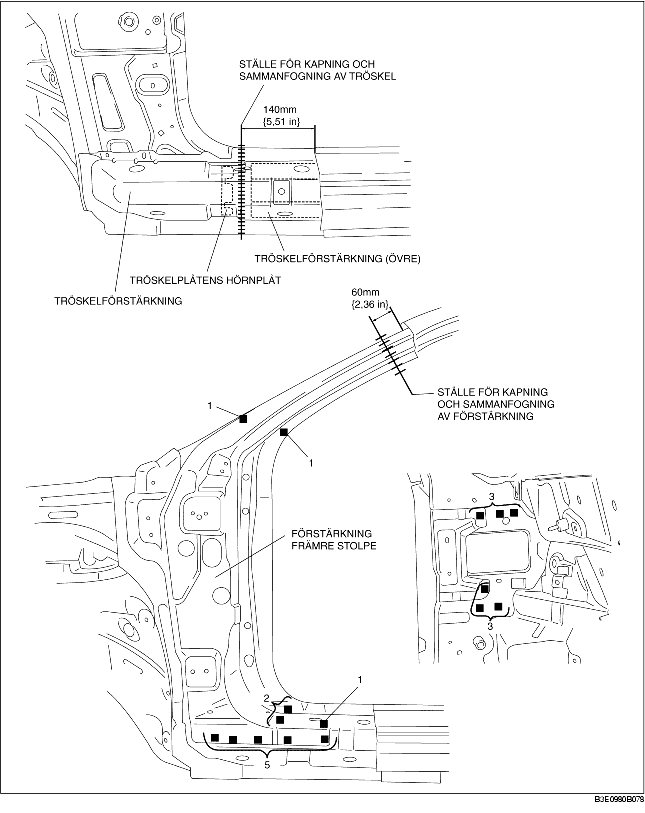 STÄLLE FÖR KAPNING OCH
SAMMANFOGNING AV TRÖSKEL
140mm
{5,51 in}
TRÖSKELFÖRSTÄRKNING (ÖVRE)
TRÖSKELPLÅTENS HÖRNPLÅT
TRÖSKELFÖRSTÄRKNING
60mm
{2,36 in}
STÄLLE FÖR KAPNING
OCH SAMMANFOGNING
AV FÖRSTÄRKNING
1
1
3
FÖRSTÄRKNING
FRÄMRE STOLPE
3
1
2
5
B3E0980B078